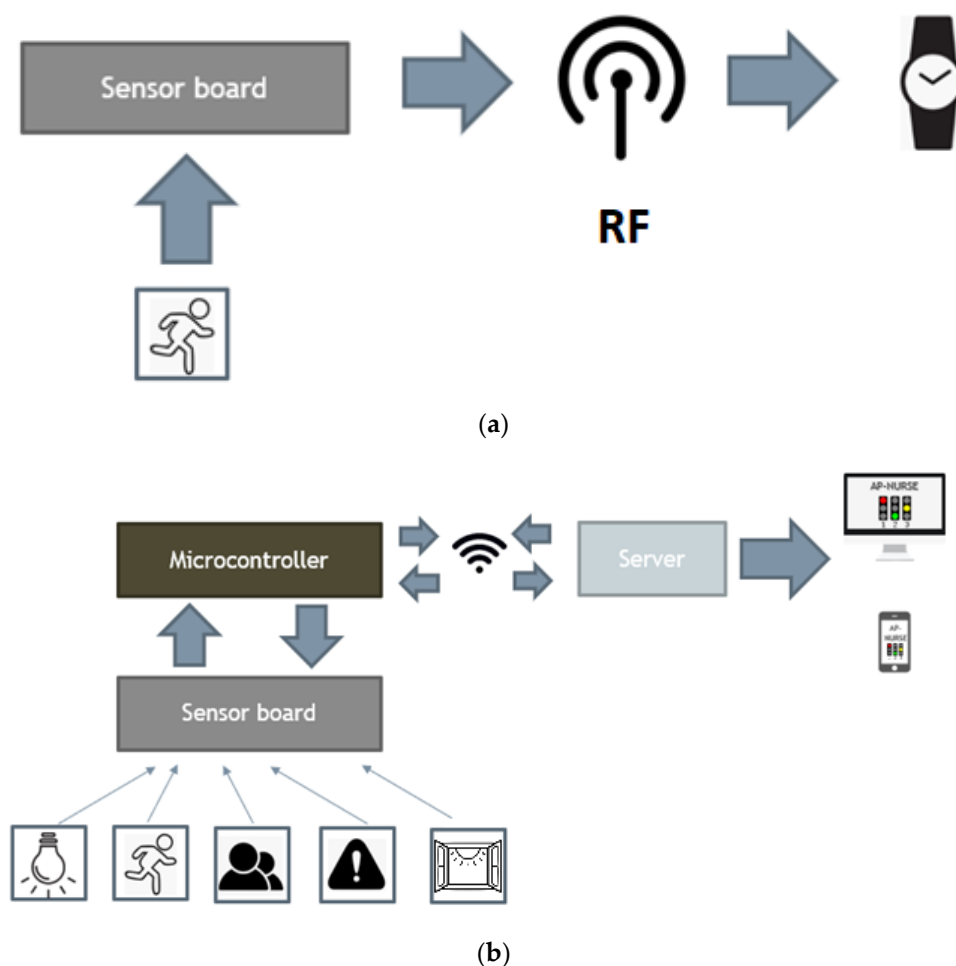 Sensor board
RF
(a)
AP-NURSE
1 2 3
Microcontroller
Server
AP-
NURSE
Sensor board
(b)